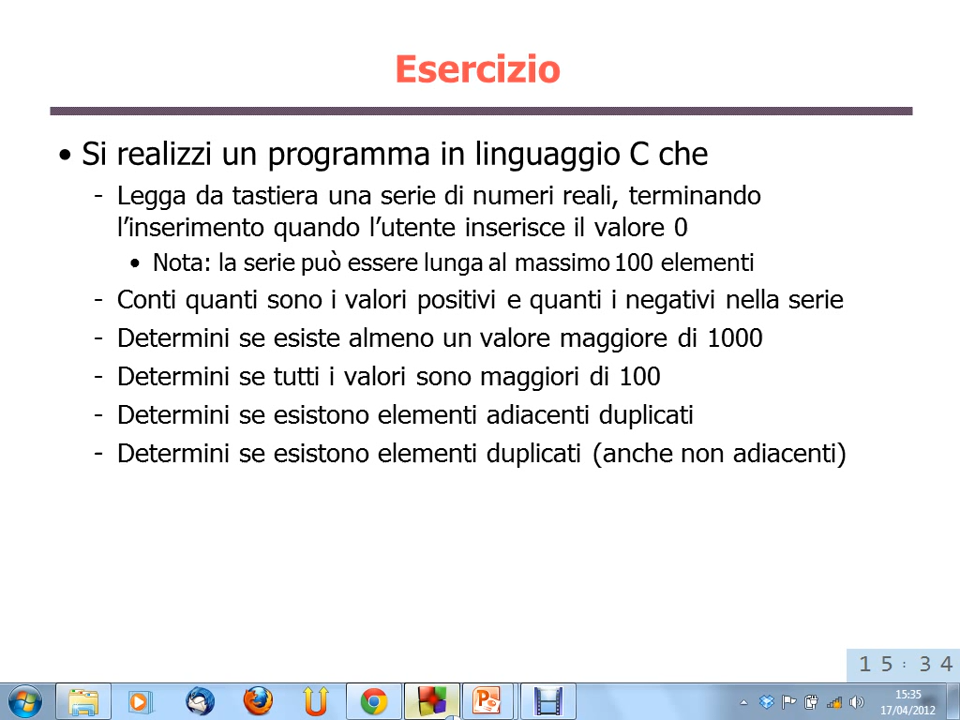 Esercizio
• Si realizzi un programma in linguaggio C che
- Legga da tastiera una serie di numeri reali, terminando
l’inserimento quando l’utente inserisce il valore 0
• Nota: la serie può essere lunga al massimo 100 elementi
- Conti quanti sono i valori positivi e quanti i negativi nella serie
- Determini se esiste almeno un valore maggiore di 1000
- Determini se tutti i valori sono maggiori di 100
- Determini se esistono elementi adiacenti duplicati
- Determini se esistono elementi duplicati (anche non adiacenti)
15:34
15:35
17/04/2012